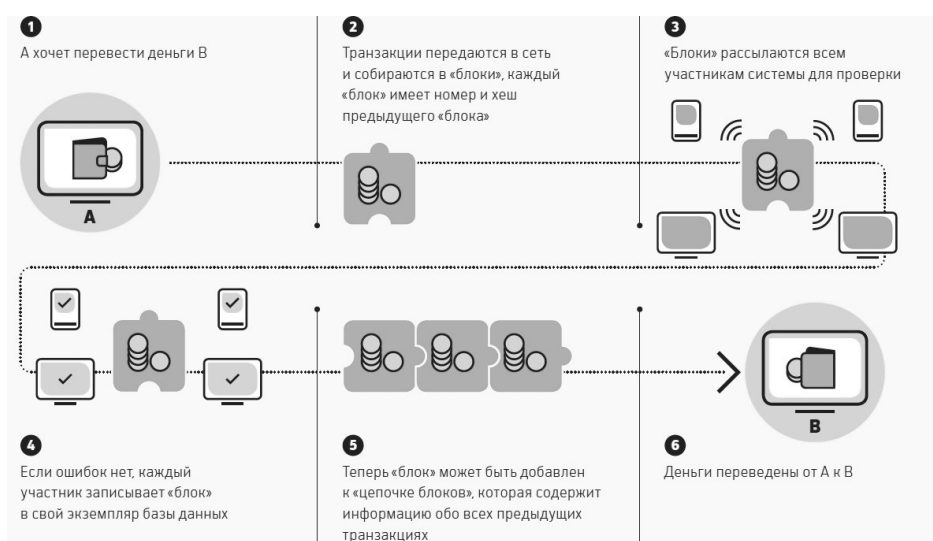 1
А хочет перевести деньги В
А
2
Транзакции передаются в сеть
и собираются в «блоки», каждый
«блок» имеет номер и хеш
предыдущего «блока»
3
«Блоки» рассылаются всем
участникам системы для проверки
4
Если ошибок нет, каждый
участник записывает «блок»
в свой экземпляр базы данных
5
Теперь «блок» может быть добавлен
к «цепочке блоков», которая содержит
информацию обо всех предыдущих
транзакциях
В
6
Деньги переведены от А к В